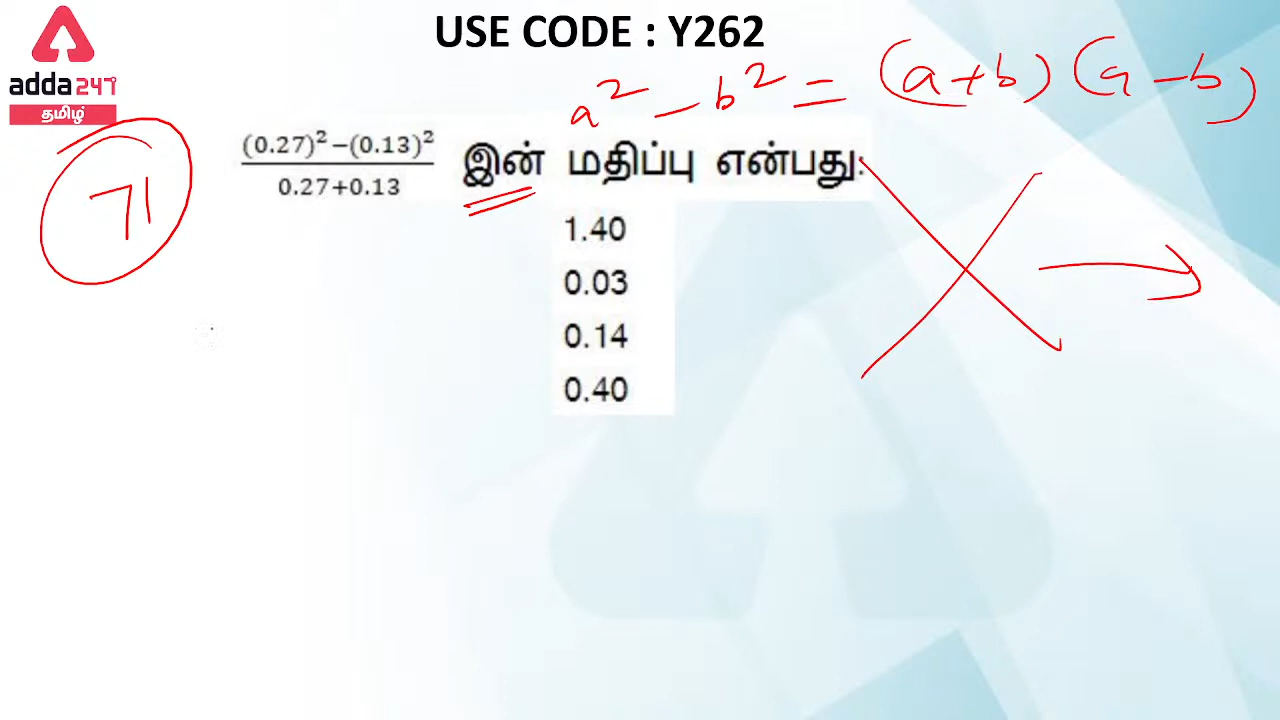 USE CODE : Y262
adda247
தமிழ்
a² - b² = (a+b) (a-b)
71
(0.27)² −(0.13)²
0.27+0.13
இன் மதிப்பு என்பது:
1.40
0.03
0.14
0.40